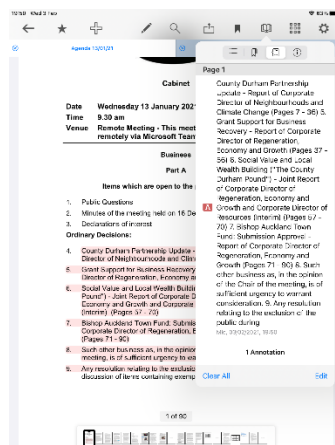 Wed 3 Feb
Agenda 13/01/21
Cabinet
Date Wednesday 13 January 202
Time 9.30 am
Venue Remote Meeting - This meet
remotely via Microsoft Team
Business
Part A
Items which are open to the
1. Public Questions
2. Minutes of the meeting held on 16 De
3. Declarations of interest
Ordinary Decisions:
4. County Durham Partnership Update -
Director of Neighbourhoods and Clim
5. Grant Support for Business Recovery
Director of Regeneration, Economy an
6. Social Value and Local Wealth Buildin
Pound") - Joint Report of Corporate D
Economy and Growth and Corporate
(Interim) (Pages 57 - 70)
7. Bishop Auckland Town Fund: Submis
Corporate Director of Regeneration, E
(Pages 71 - 90)
8. Such other business as, in the opinion
meeting, is of sufficient urgency to wa
9. Any resolution relating to the exclusio
discussion of items containing exemp
Page 1
County Durham Partnership
Update - Report of Corporate
Director of Neighbourhoods and
Climate Change (Pages 7 - 36) 5.
Grant Support for Business
Recovery - Report of Corporate
Director of Regeneration,
Economy and Growth (Pages 37 -
56) 6. Social Value and Local
Wealth Building ("The County
Durham Pound") - Joint Report
of Corporate Director of
Regeneration, Economy and
Growth and Corporate Director of
Resources (Interim) (Pages 57 -
70) 7. Bishop Auckland Town
Fund: Submission Approval -
Report of Corporate Director of
Regeneration, Economy and
Growth (Pages 71 - 90) 8. Such
other business as, in the opinion
of the Chair of the meeting, is of
sufficient urgency to warrant
consideration. 9. Any resolution
relating to the exclusion of the
public during
1 Annotation
Clear All Edit
1 of 90